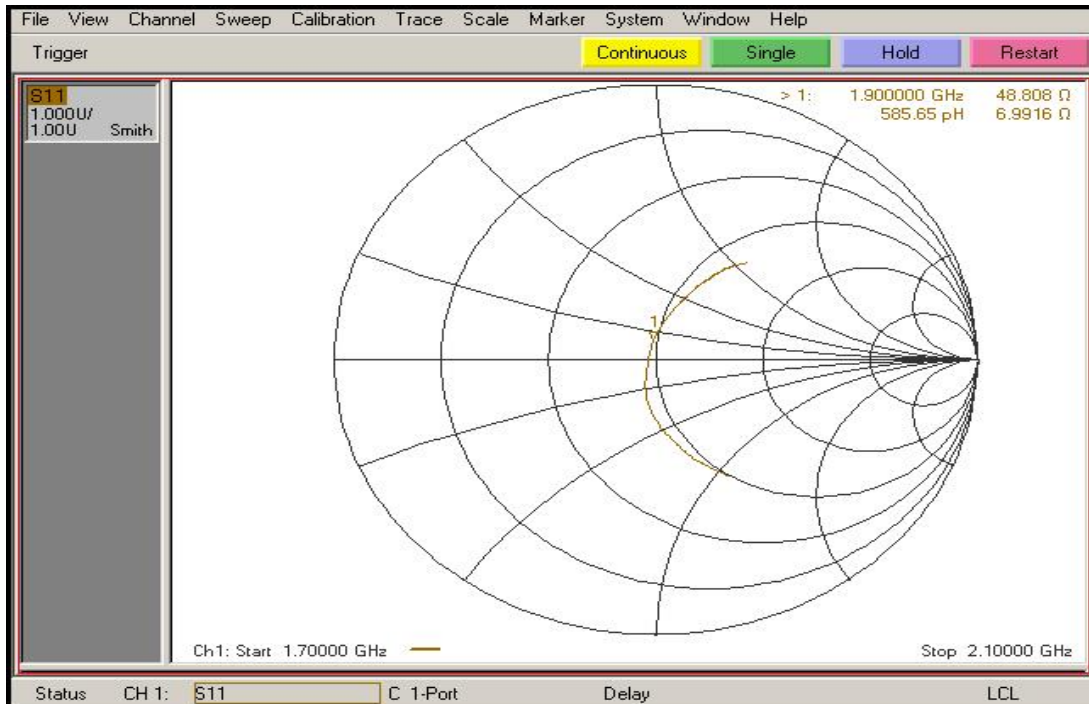 File View Channel Sweep Calibration Trace Scale Marker System Window Help
Trigger Continuous Single Hold Restart
S11
1.000U/
1.00U Smith
> 1: 1.900000 GHz 48.808 Ω
585.65 pH 6.9916 Ω
1
Ch1: Start 1.70000 GHz Stop 2.10000 GHz
Status CH 1: S11 C 1-Port Delay LCL